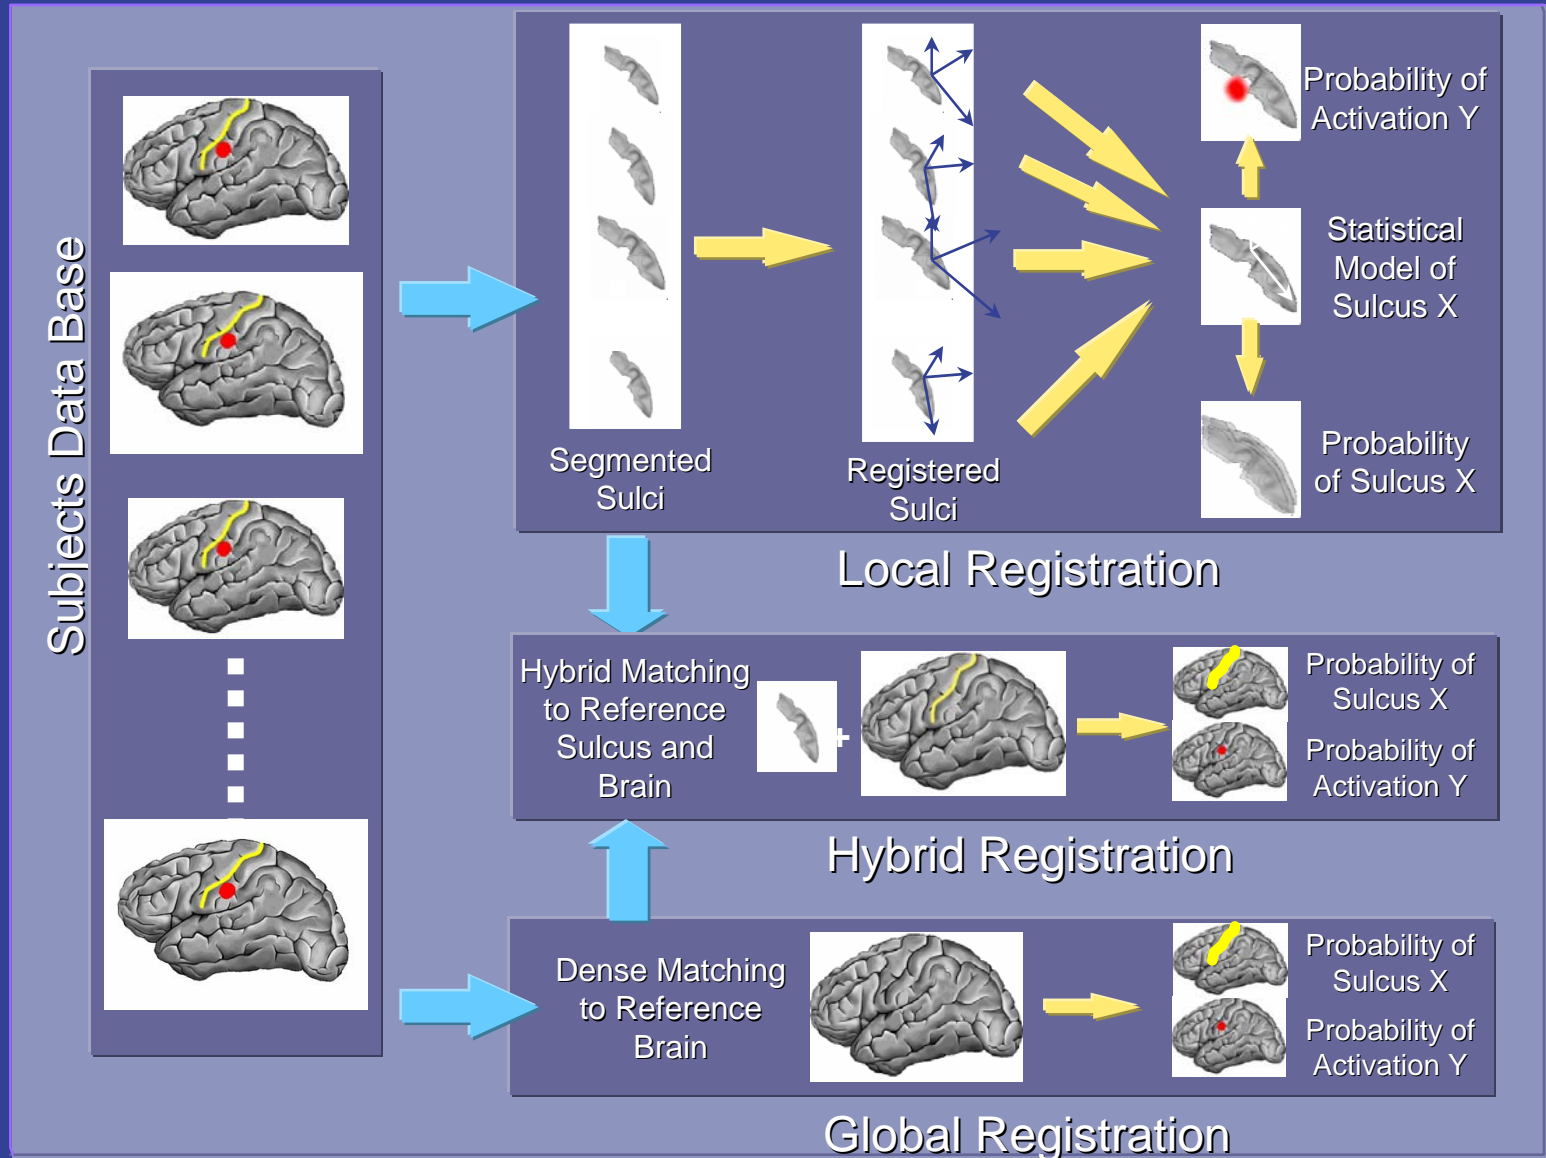 Subjects Data Base
Segmented
Sulci
Registered
Sulci
Probability of
Activation Y
Statistical
Model of
Sulcus X
Probability
of Sulcus X
Local Registration
Hybrid Matching
to Reference
Sulcus and
Brain
+
Probability of
Sulcus X
Probability of
Activation Y
Hybrid Registration
Dense Matching
to Reference
Brain
Probability of
Sulcus X
Probability of
Activation Y
Global Registration